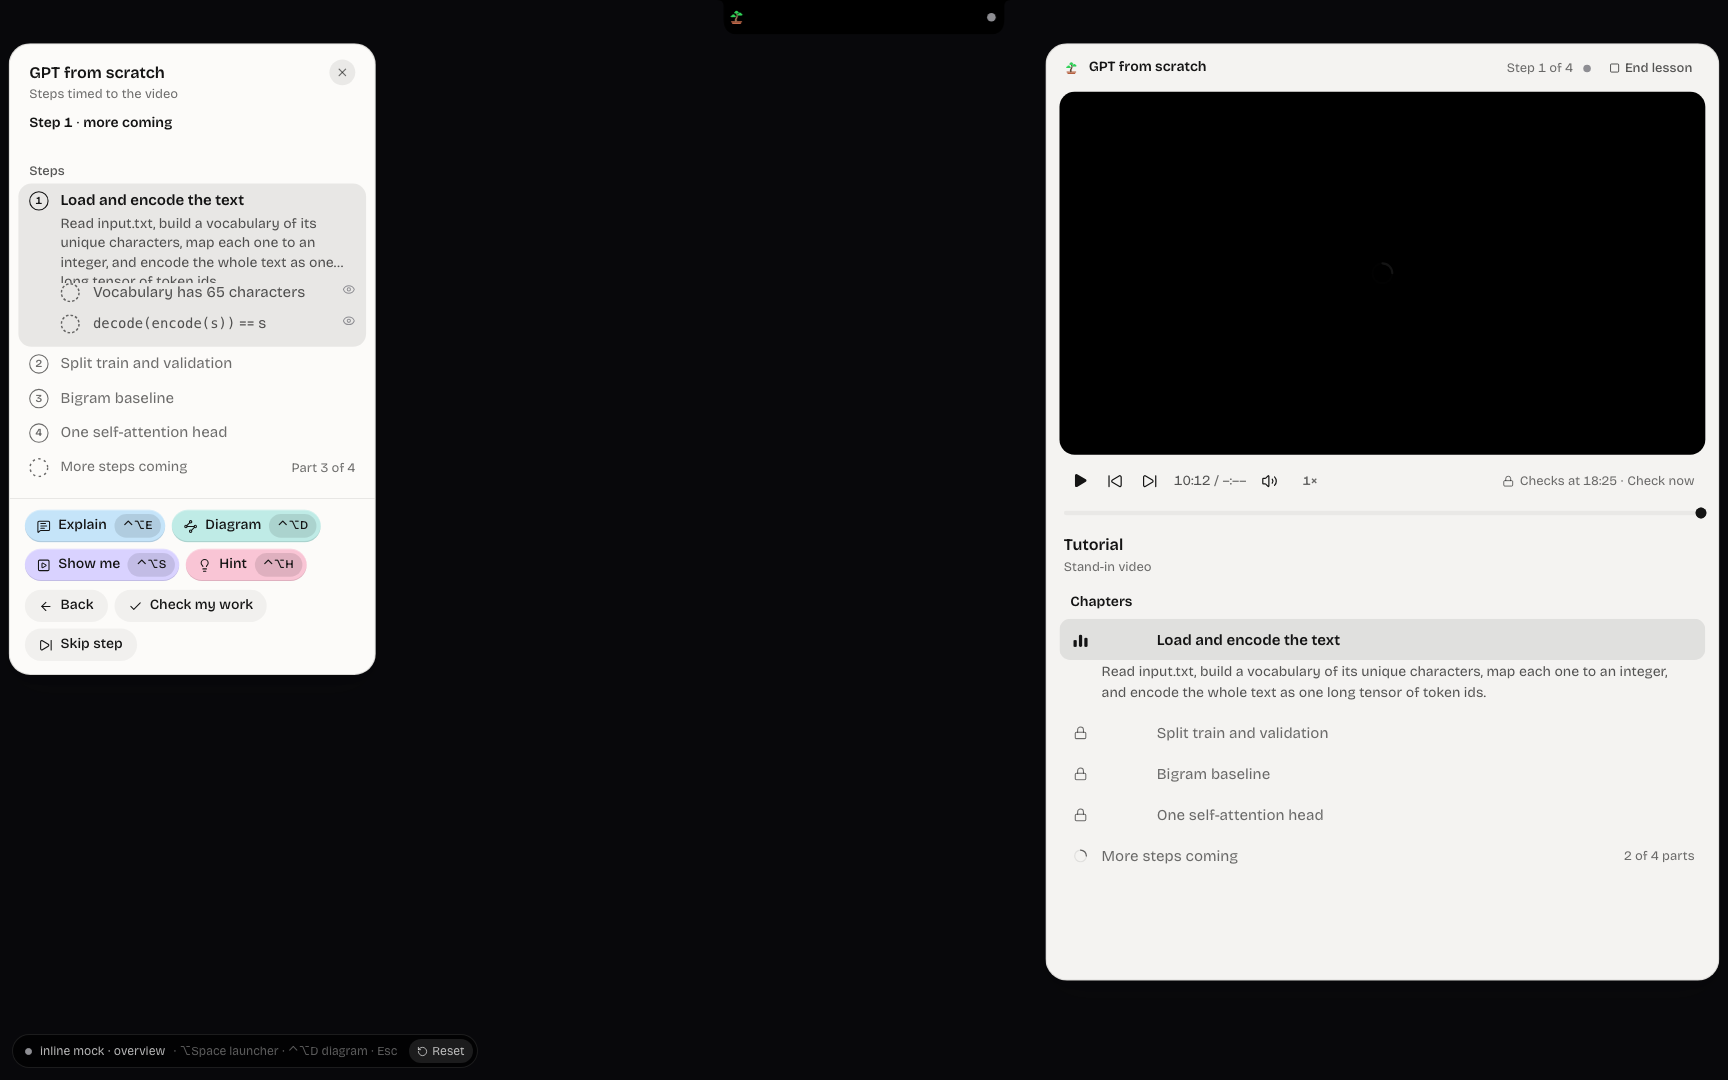 GPT from scratch
Steps timed to the video
Step 1 · more coming
Steps
1 Load and encode the text
Read input.txt, build a vocabulary of its
unique characters, map each one to an
integer, and encode the whole text as one...
long tensor of token ids.
Vocabulary has 65 characters
decode(encode(s)) == s
2 Split train and validation
3 Bigram baseline
4 One self-attention head
More steps coming Part 3 of 4
Explain ^⌥E Diagram ^⌥D
Show me ^⌥S Hint ^⌥H
Back Check my work
Skip step
GPT from scratch Step 1 of 4 End lesson
10:12 / –:–– 1× Checks at 18:25 · Check now
Tutorial
Stand-in video
Chapters
Load and encode the text
Read input.txt, build a vocabulary of its unique characters, map each one to an integer,
and encode the whole text as one long tensor of token ids.
Split train and validation
Bigram baseline
One self-attention head
More steps coming 2 of 4 parts
inline mock · overview · ⌥Space launcher · ^⌥D diagram · Esc Reset